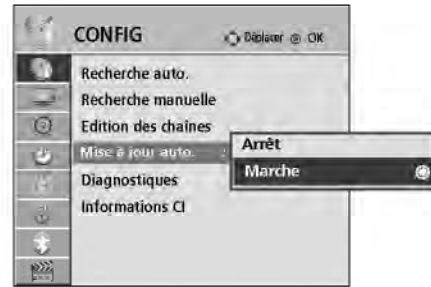 CONFIG
Déplacer OK
Recherche auto.
Recherche manuelle
Edition des chaînes
Mise à jour auto. :
Arrêt
Marche
Diagnostiques
Informations CI